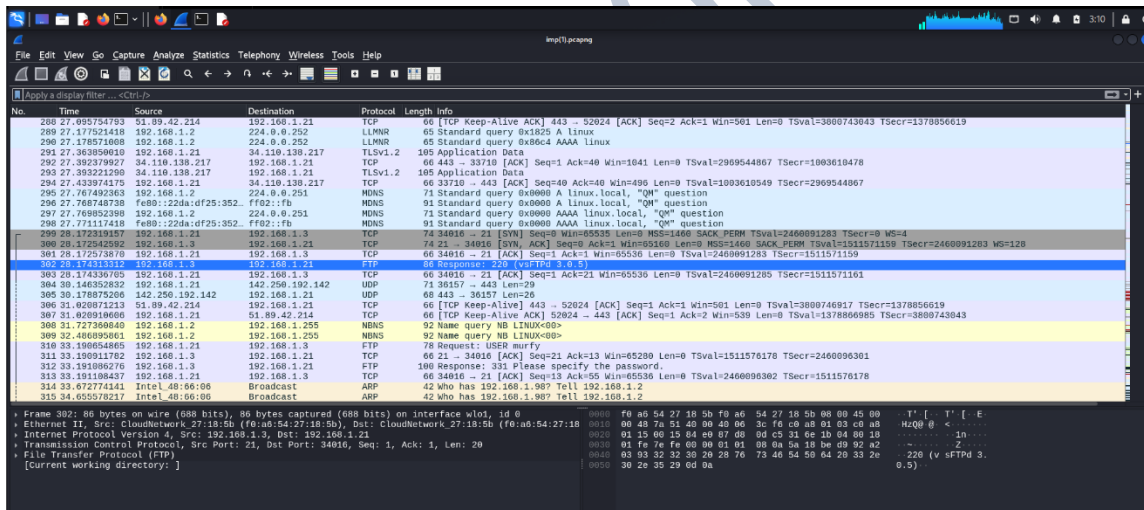 3:10
imp(1).pcapng
File Edit View Go Capture Analyze Statistics Telephony Wireless Tools Help
Apply a display filter ... <Ctrl-/>
No. Time Source Destination Protocol Length Info
288 27.095754793 51.89.42.214 192.168.1.21 TCP 66 [TCP Keep-Alive ACK] 443 → 52024 [ACK] Seq=2 Ack=1 Win=501 Len=0 TSval=3800743043 TSecr=1378856619
289 27.177521418 192.168.1.2 224.0.0.252 LLMNR 65 Standard query 0x1825 A linux
290 27.178571008 192.168.1.2 224.0.0.252 LLMNR 65 Standard query 0x86c4 AAAA linux
291 27.363850010 192.168.1.21 34.110.138.217 TLSv1.2 105 Application Data
292 27.392379927 34.110.138.217 192.168.1.21 TCP 66 443 → 33710 [ACK] Seq=1 Ack=40 Win=1041 Len=0 TSval=2969544867 TSecr=1003610478
293 27.393221290 34.110.138.217 192.168.1.21 TLSv1.2 105 Application Data
294 27.433974175 192.168.1.21 34.110.138.217 TCP 66 33710 → 443 [ACK] Seq=40 Ack=40 Win=496 Len=0 TSval=1003610549 TSecr=2969544867
295 27.767492363 192.168.1.2 224.0.0.251 MDNS 71 Standard query 0x0000 A linux.local, "QM" question
296 27.768748738 fe80::22da:df25:352… ff02::fb MDNS 91 Standard query 0x0000 A linux.local, "QM" question
297 27.769852398 192.168.1.2 224.0.0.251 MDNS 71 Standard query 0x0000 AAAA linux.local, "QM" question
298 27.771117418 fe80::22da:df25:352… ff02::fb MDNS 91 Standard query 0x0000 AAAA linux.local, "QM" question
299 28.172319157 192.168.1.21 192.168.1.3 TCP 74 34016 → 21 [SYN] Seq=0 Win=65535 Len=0 MSS=1460 SACK_PERM TSval=2460091283 TSecr=0 WS=4
300 28.172542592 192.168.1.3 192.168.1.21 TCP 74 21 → 34016 [SYN, ACK] Seq=0 Ack=1 Win=65160 Len=0 MSS=1460 SACK_PERM TSval=1511571159 TSecr=2460091283 WS=128
301 28.172573870 192.168.1.21 192.168.1.3 TCP 66 34016 → 21 [ACK] Seq=1 Ack=1 Win=65536 Len=0 TSval=2460091283 TSecr=1511571159
302 28.174313312 192.168.1.3 192.168.1.21 FTP 86 Response: 220 (vsFTPd 3.0.5)
303 28.174336705 192.168.1.21 192.168.1.3 TCP 66 34016 → 21 [ACK] Seq=1 Ack=21 Win=65536 Len=0 TSval=2460091285 TSecr=1511571161
304 30.146352832 192.168.1.21 142.250.192.142 UDP 71 36157 → 443 Len=29
305 30.178875206 142.250.192.142 192.168.1.21 UDP 68 443 → 36157 Len=26
306 31.020871213 51.89.42.214 192.168.1.21 TCP 66 [TCP Keep-Alive] 443 → 52024 [ACK] Seq=1 Ack=1 Win=501 Len=0 TSval=3800746917 TSecr=1378856619
307 31.020910606 192.168.1.21 51.89.42.214 TCP 66 [TCP Keep-Alive ACK] 52024 → 443 [ACK] Seq=1 Ack=2 Win=539 Len=0 TSval=1378866985 TSecr=3800743043
308 31.727360840 192.168.1.2 192.168.1.255 NBNS 92 Name query NB LINUX<00>
309 32.486895861 192.168.1.2 192.168.1.255 NBNS 92 Name query NB LINUX<00>
310 33.190654865 192.168.1.21 192.168.1.3 FTP 78 Request: USER murfy
311 33.190911782 192.168.1.3 192.168.1.21 TCP 66 21 → 34016 [ACK] Seq=21 Ack=13 Win=65280 Len=0 TSval=1511576178 TSecr=2460096301
312 33.191086276 192.168.1.3 192.168.1.21 FTP 100 Response: 331 Please specify the password.
313 33.191108437 192.168.1.21 192.168.1.3 TCP 66 34016 → 21 [ACK] Seq=13 Ack=55 Win=65536 Len=0 TSval=2460096302 TSecr=1511576178
314 33.672774141 Intel_48:66:06 Broadcast ARP 42 Who has 192.168.1.98? Tell 192.168.1.2
315 34.655578217 Intel_48:66:06 Broadcast ARP 42 Who has 192.168.1.98? Tell 192.168.1.2
Frame 302: 86 bytes on wire (688 bits), 86 bytes captured (688 bits) on interface wlo1, id 0
Ethernet II, Src: CloudNetwork_27:18:5b (f0:a6:54:27:18:5b), Dst: CloudNetwork_27:18:5b (f0:a6:54:27:18
Internet Protocol Version 4, Src: 192.168.1.3, Dst: 192.168.1.21
Transmission Control Protocol, Src Port: 21, Dst Port: 34016, Seq: 1, Ack: 1, Len: 20
File Transfer Protocol (FTP)
[Current working directory: ]
0000 f0 a6 54 27 18 5b f0 a6 54 27 18 5b 08 00 45 00 ··T'·[·· T'·[··E·
0010 00 48 7a 51 40 00 40 06 3c f6 c0 a8 01 03 c0 a8 ·HzQ@·@· <·······
0020 01 15 00 15 84 e0 87 d8 0d c5 31 6e 1b 04 80 18 ········ ··1n····
0030 01 fe 7e fe 00 00 01 01 08 0a 5a 18 be d9 92 a2 ··~····· ··Z·····
0040 03 93 32 32 30 20 28 76 73 46 54 50 64 20 33 2e ··220 (v sFTPd 3.
0050 30 2e 35 29 0d 0a 0.5)··